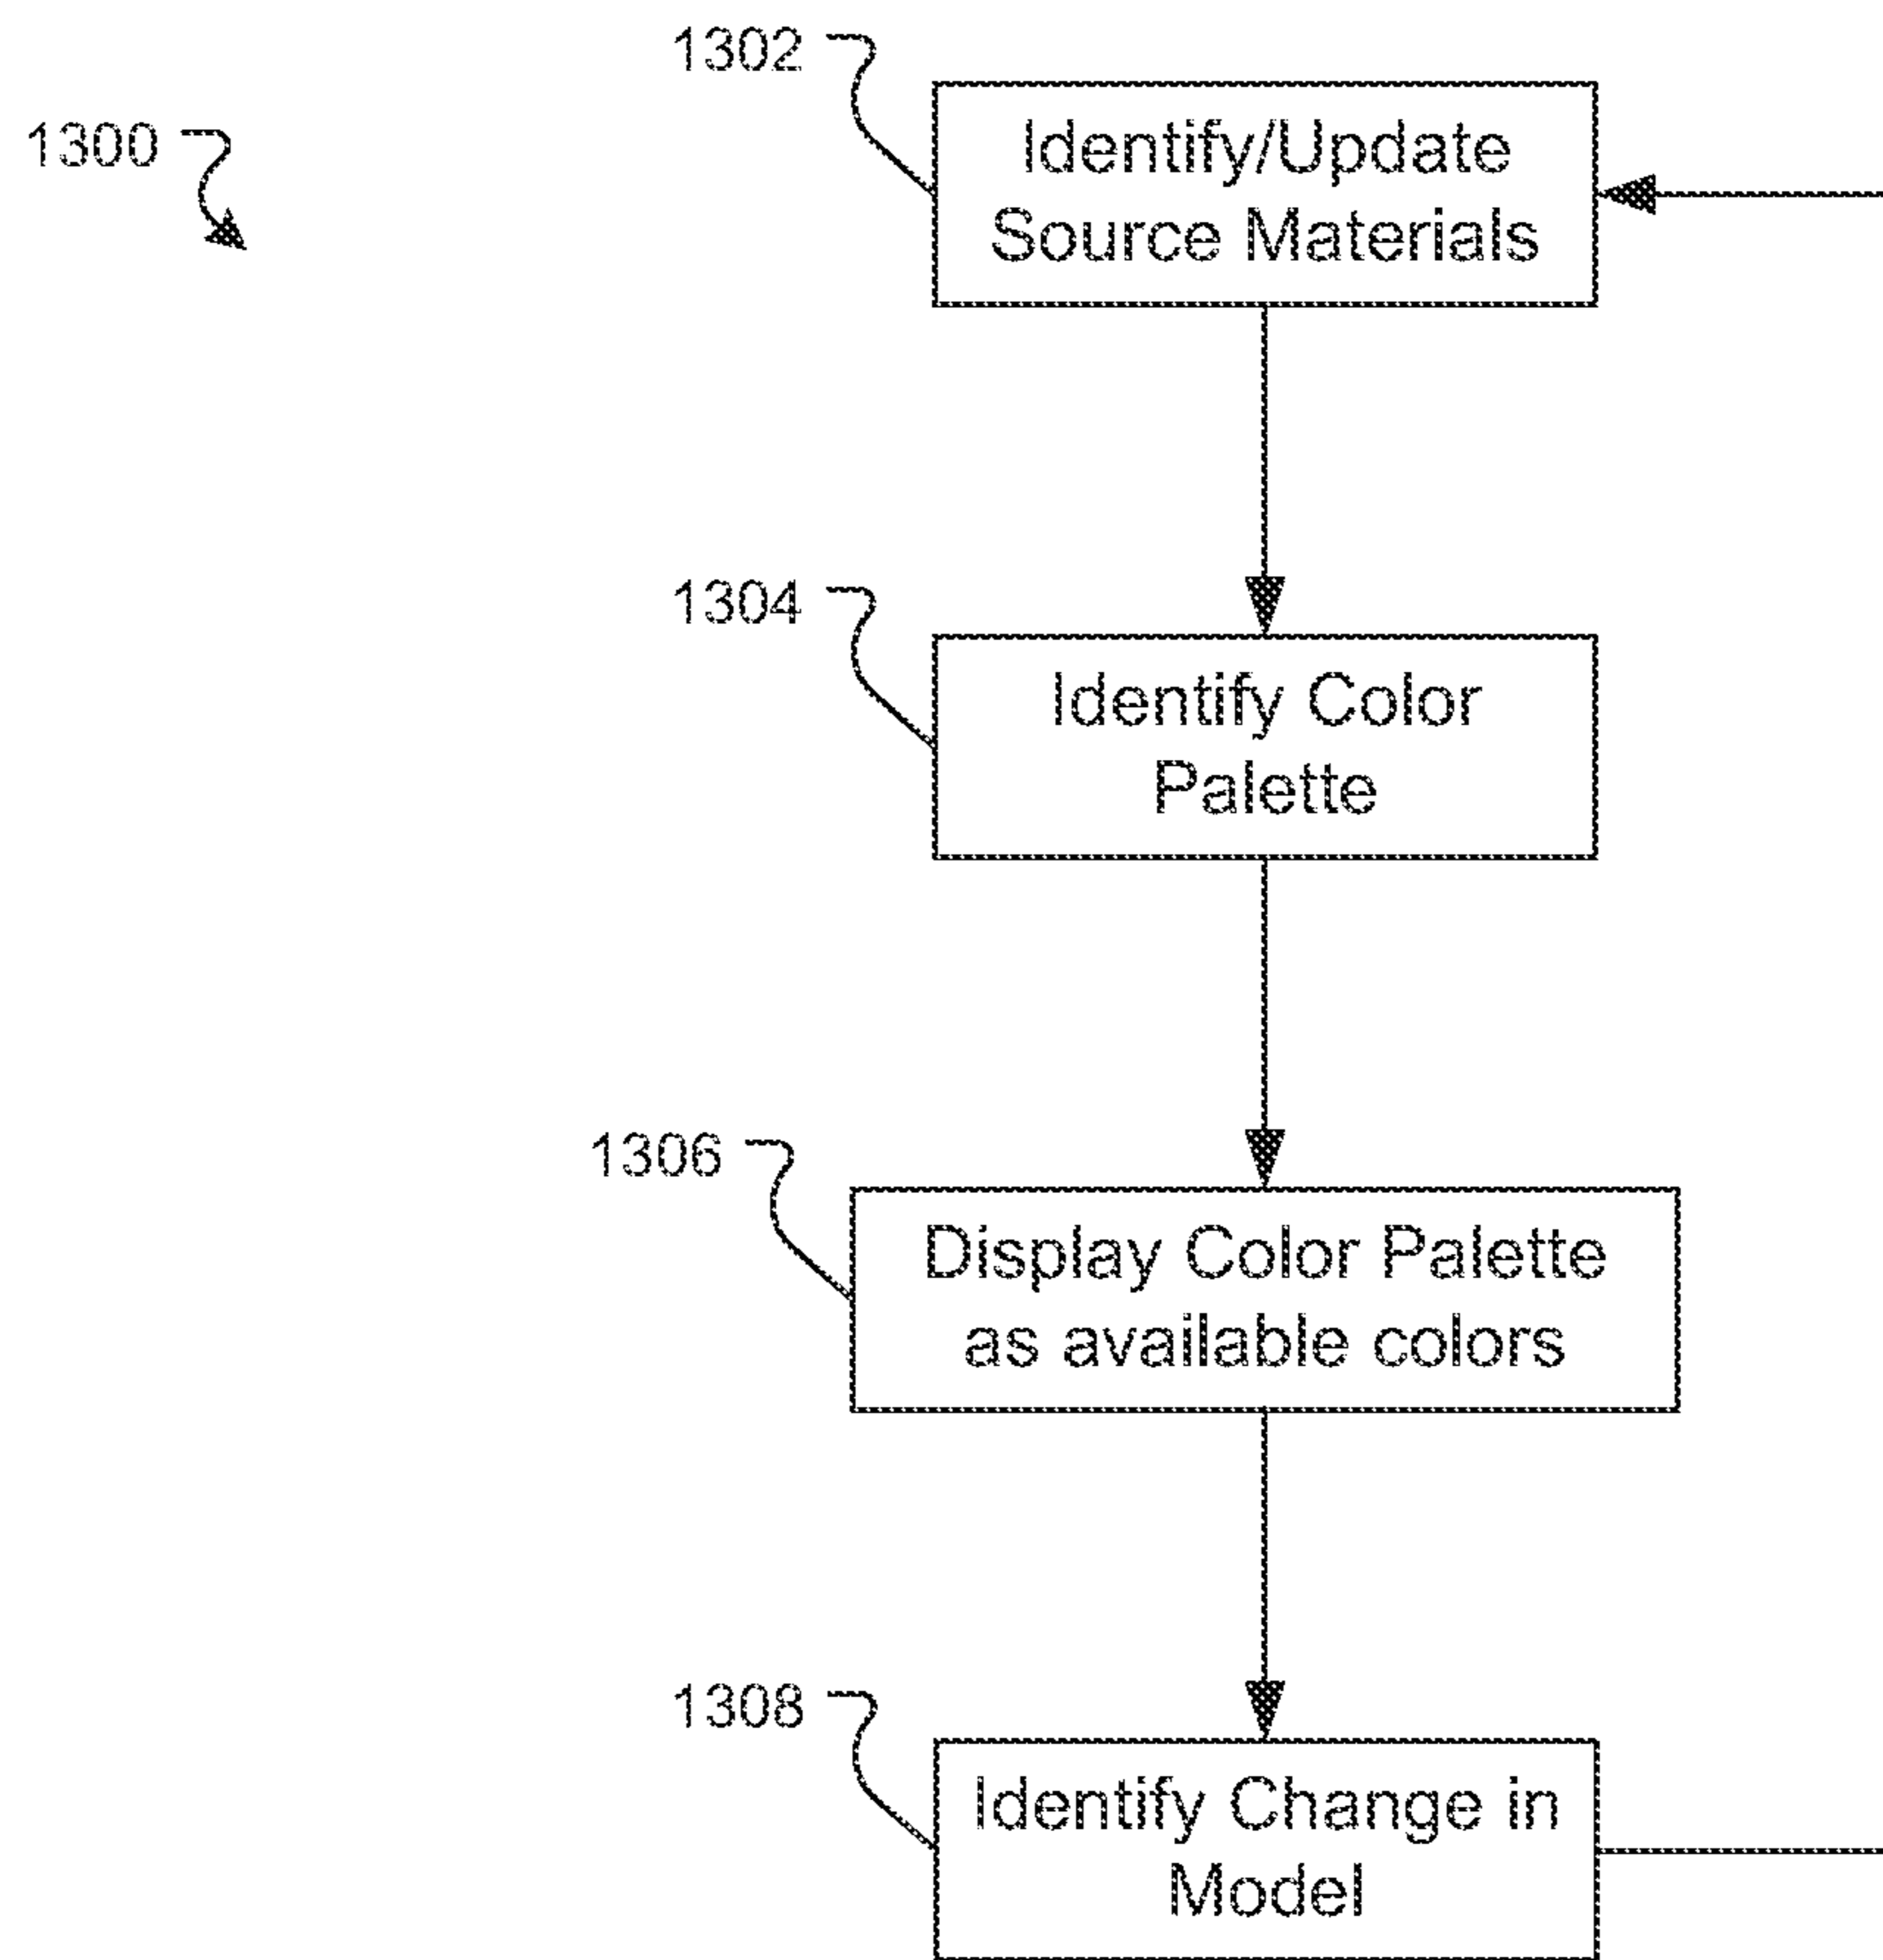 1300
1302
Identify/Update
Source Materials
1304
Identify Color
Palette
1306
Display Color Palette
as available colors
1308
Identify Change in
Model